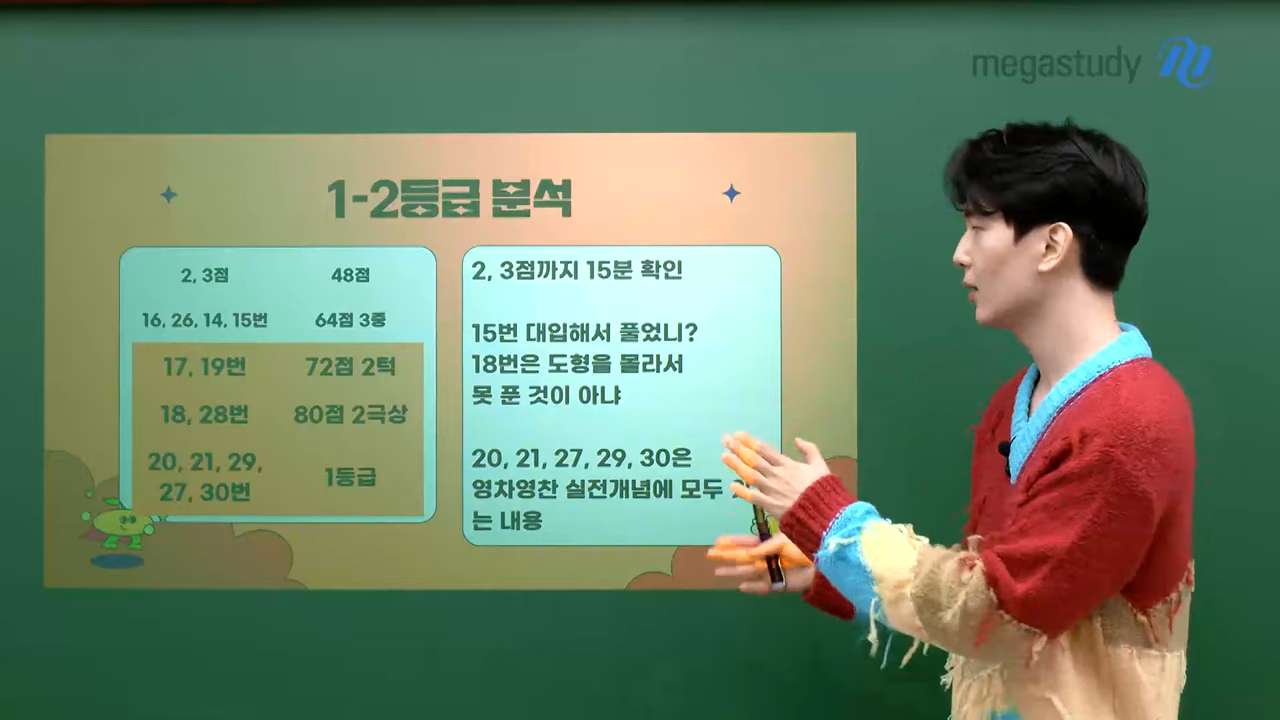 megastudy
1-2등급 분석
2, 3점 48점
16, 26, 14, 15번 64점 3중
17, 19번 72점 2턱
18, 28번 80점 2극상
20, 21, 29,
27, 30번 1등급
2, 3점까지 15분 확인
15번 대입해서 풀었니?
18번은 도형을 몰라서
못 푼 것이 아냐
20, 21, 27, 29, 30은
영차영찬 실전개념에 모두
는 내용